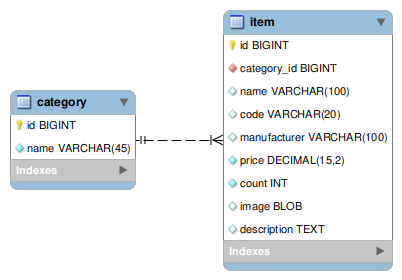 category
id BIGINT
name VARCHAR(45)
Indexes
item
id BIGINT
category_id BIGINT
name VARCHAR(100)
code VARCHAR(20)
manufacturer VARCHAR(100)
price DECIMAL(15,2)
count INT
image BLOB
description TEXT
Indexes